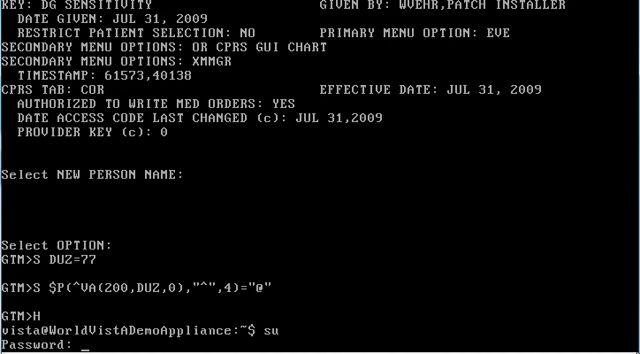 KEY: DG SENSITIVITY GIVEN BY: WVEHR,PATCH INSTALLER
DATE GIVEN: JUL 31, 2009
RESTRICT PATIENT SELECTION: NO PRIMARY MENU OPTION: EVE
SECONDARY MENU OPTIONS: OR CPRS GUI CHART
SECONDARY MENU OPTIONS: XMMGR
TIMESTAMP: 61573,40138
CPRS TAB: COR EFFECTIVE DATE: JUL 31, 2009
AUTHORIZED TO WRITE MED ORDERS: YES
DATE ACCESS CODE LAST CHANGED (c): JUL 31,2009
PROVIDER KEY (c): 0
Select NEW PERSON NAME:
Select OPTION:
GTM>S DUZ=77
GTM>S $P(^VA(200,DUZ,0),"^",4)="@"
GTM>H
vista@WorldVistADemoAppliance:~$ su
Password: _